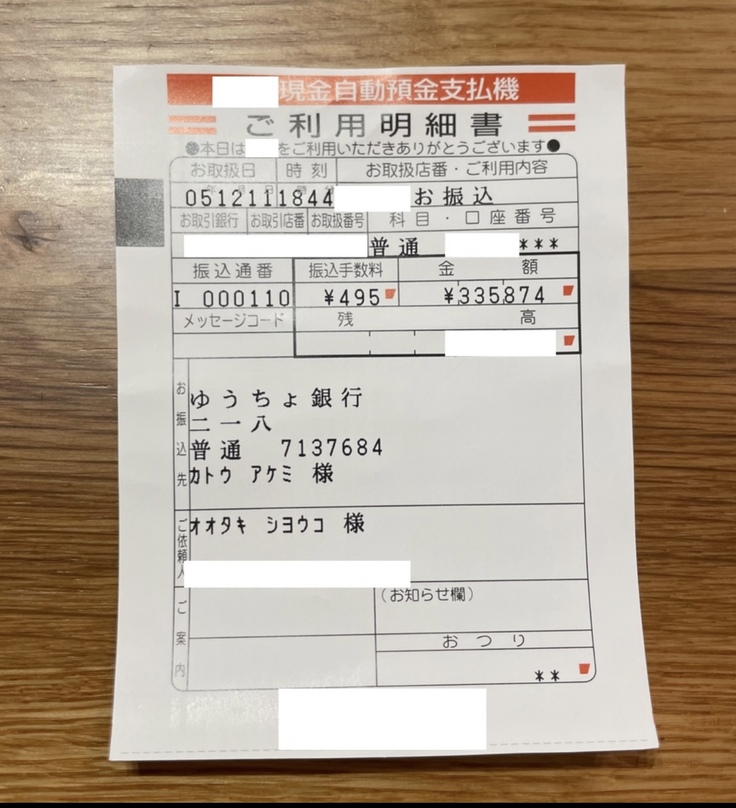 現金自動預金支払機
ご利用明細書
●本日は をご利用いただきありがとうございます●
お取扱日 時刻 お取扱店番・ご利用内容
年 月 日 時 分
0512111844 お振込
お取引銀行 お取引店番 お取扱番号 科目・口座番号
普通 ***
振込通番 振込手数料 金額
I 000110 ¥495 ¥335874
メッセージコード 残高
お振込先
ゆうちょ銀行
二一八
普通 7137684
カトウ アケミ 様
ご依頼人
オオタキ シヨウコ 様
ご案内
(お知らせ欄)
おつり
**